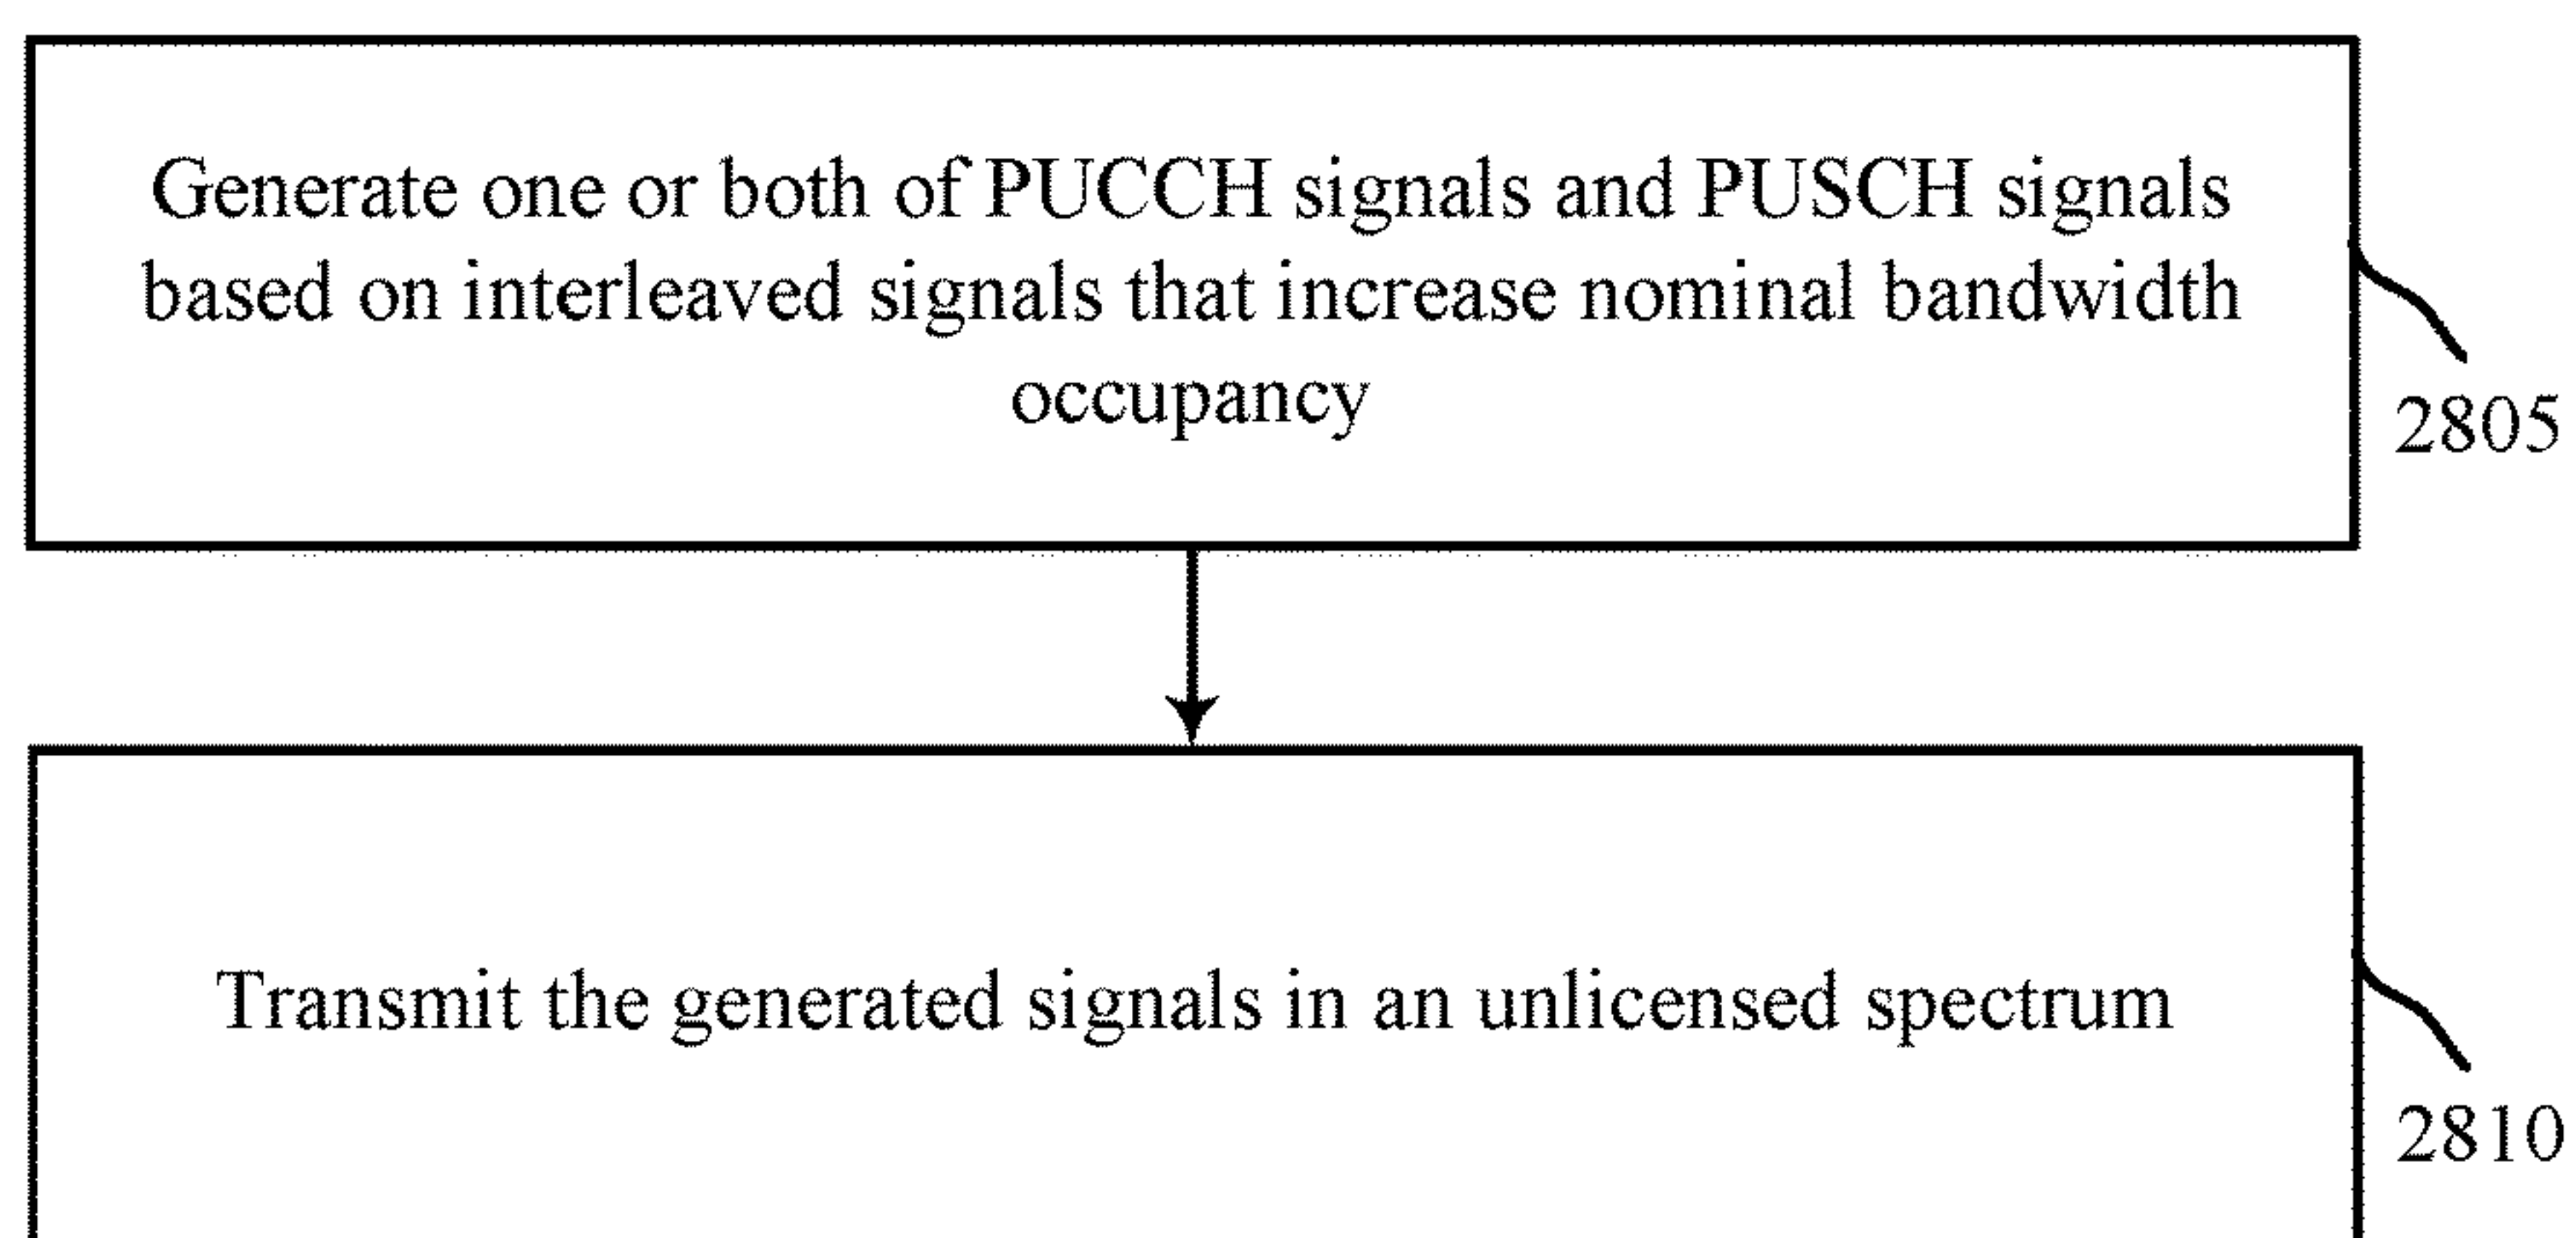 Generate one or both of PUCCH signals and PUSCH signals
based on interleaved signals that increase nominal bandwidth
occupancy
2805
Transmit the generated signals in an unlicensed spectrum
2810